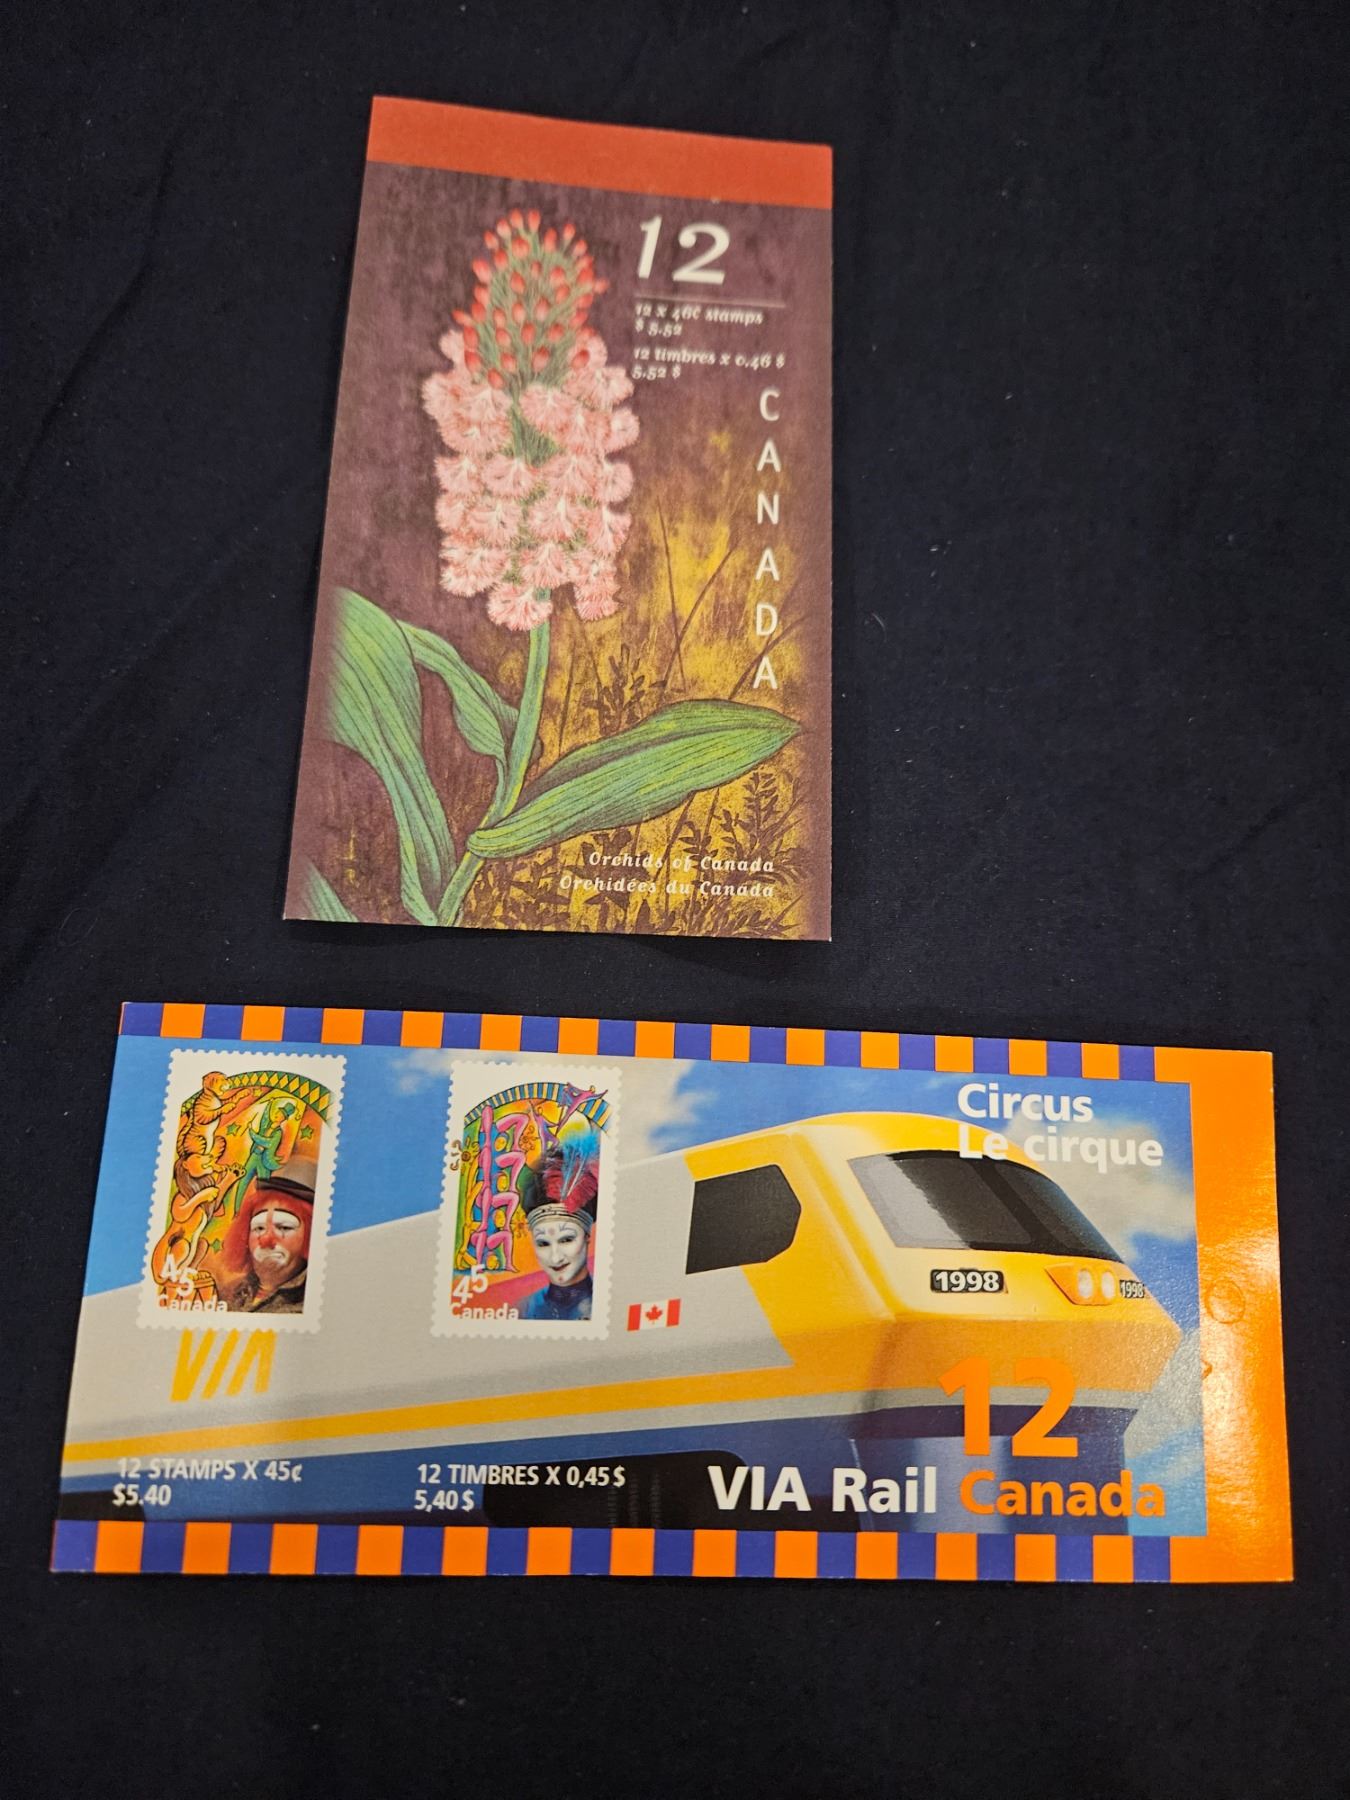 12
12 x 46¢ stamps
$ 5.52
12 timbres x 0,46 $
5,52 $
CANADA
Orchids of Canada
Orchidées du Canada
Circus
Le cirque
45
Canada
45
Canada
1998
1998
VIA
12
12 STAMPS X 45¢
$5.40
12 TIMBRES X 0,45 $
5,40 $
VIA Rail Canada